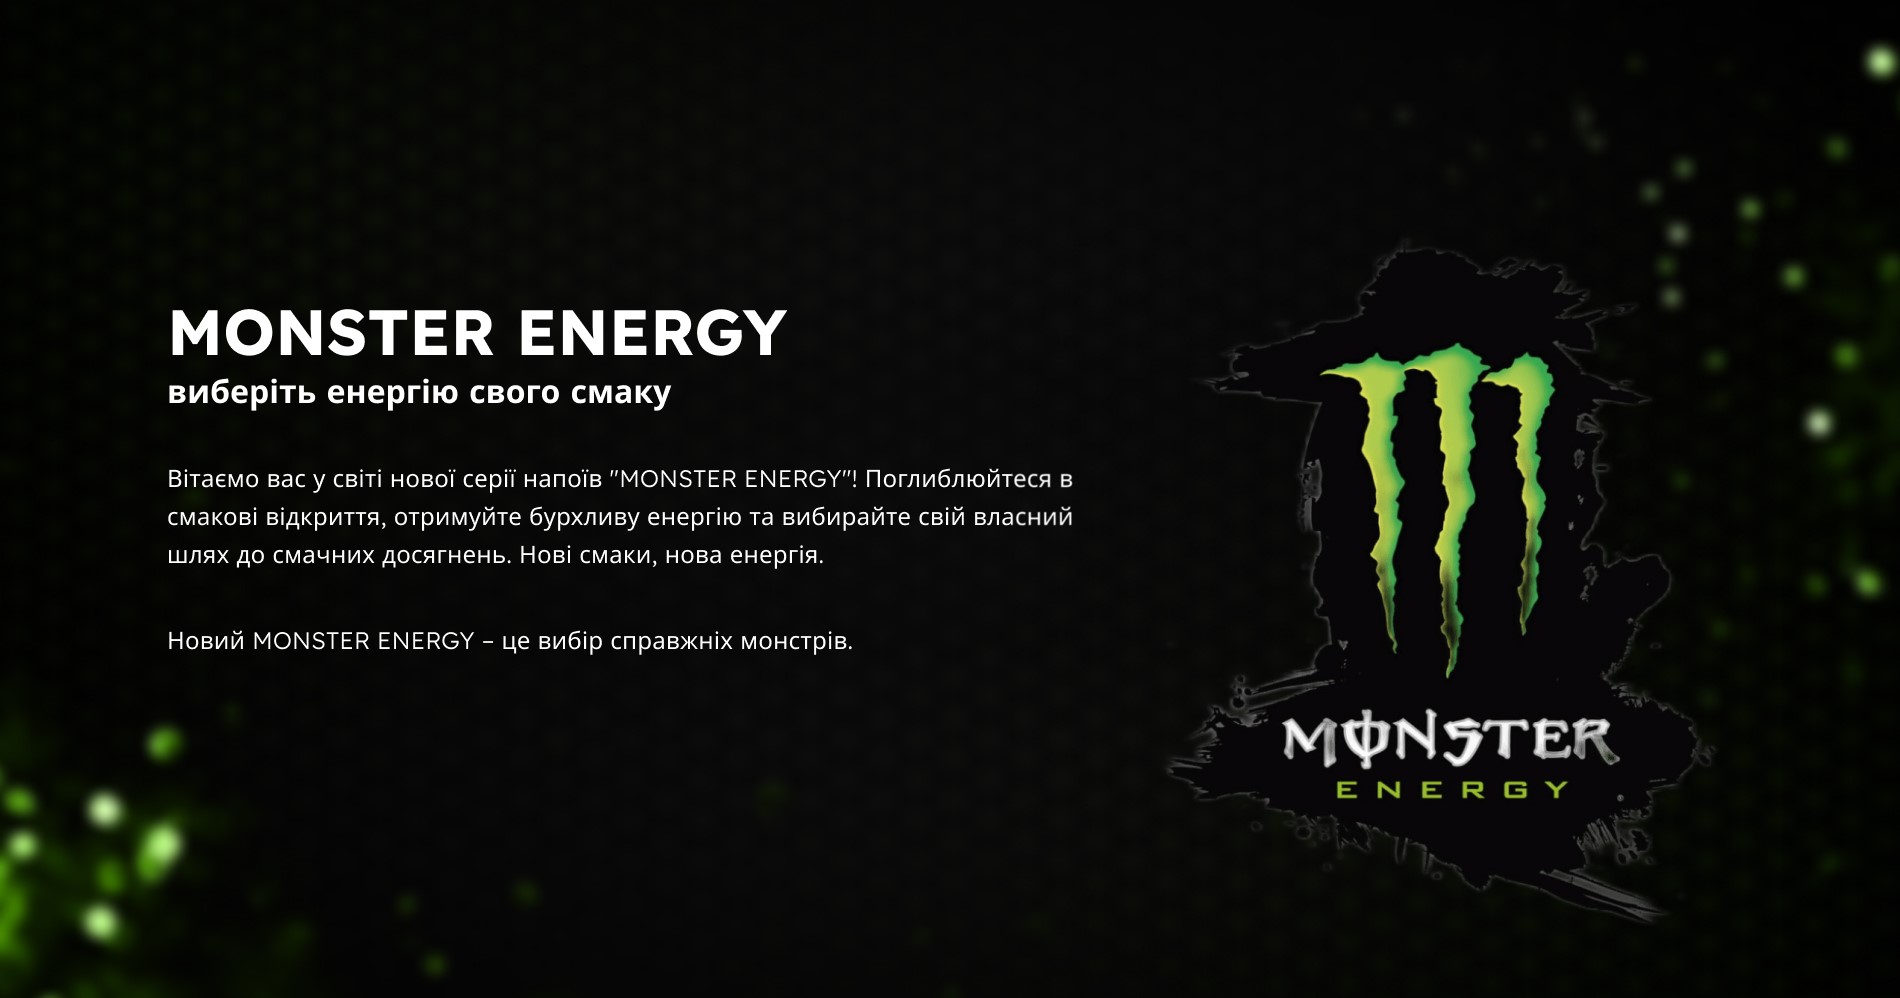 MONSTER ENERGY
виберіть енергію свого смаку
Вітаємо вас у світі нової серії напоїв "MONSTER ENERGY"! Поглиблюйтеся в
смакові відкриття, отримуйте бурхливу енергію та вибирайте свій власний
шлях до смачних досягнень. Нові смаки, нова енергія.
Новий MONSTER ENERGY – це вибір справжніх монстрів.
MONSTER
ENERGY